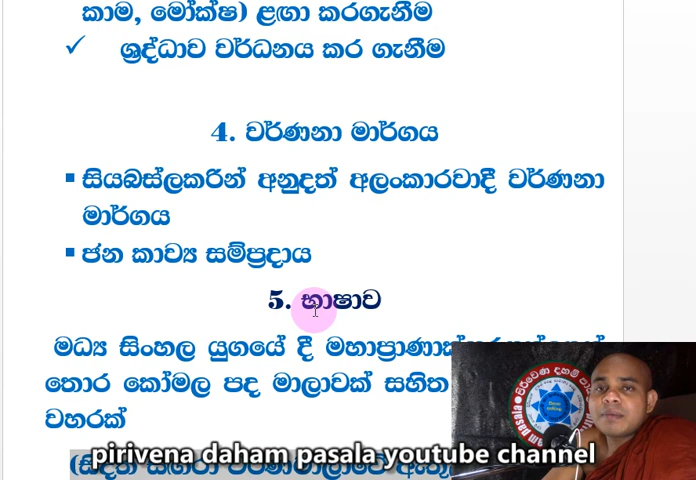 කාම, මෝක්ෂ) ළඟා කරගැනීම
✓ ශ්‍රද්ධාව වර්ධනය කර ගැනීම
4. වර්ණනා මාර්ගය
▪ සියබස්ලකරින් අනුදත් අලංකාරවාදී වර්ණනා
මාර්ගය
▪ ජන කාව්‍ය සම්ප්‍රදාය
5. භාෂාව
මධ්‍ය සිංහල යුගයේ දී
තොර කෝමල පද මාලාවක් සහිත
වහරක්
pirivena daham pasala youtube channel